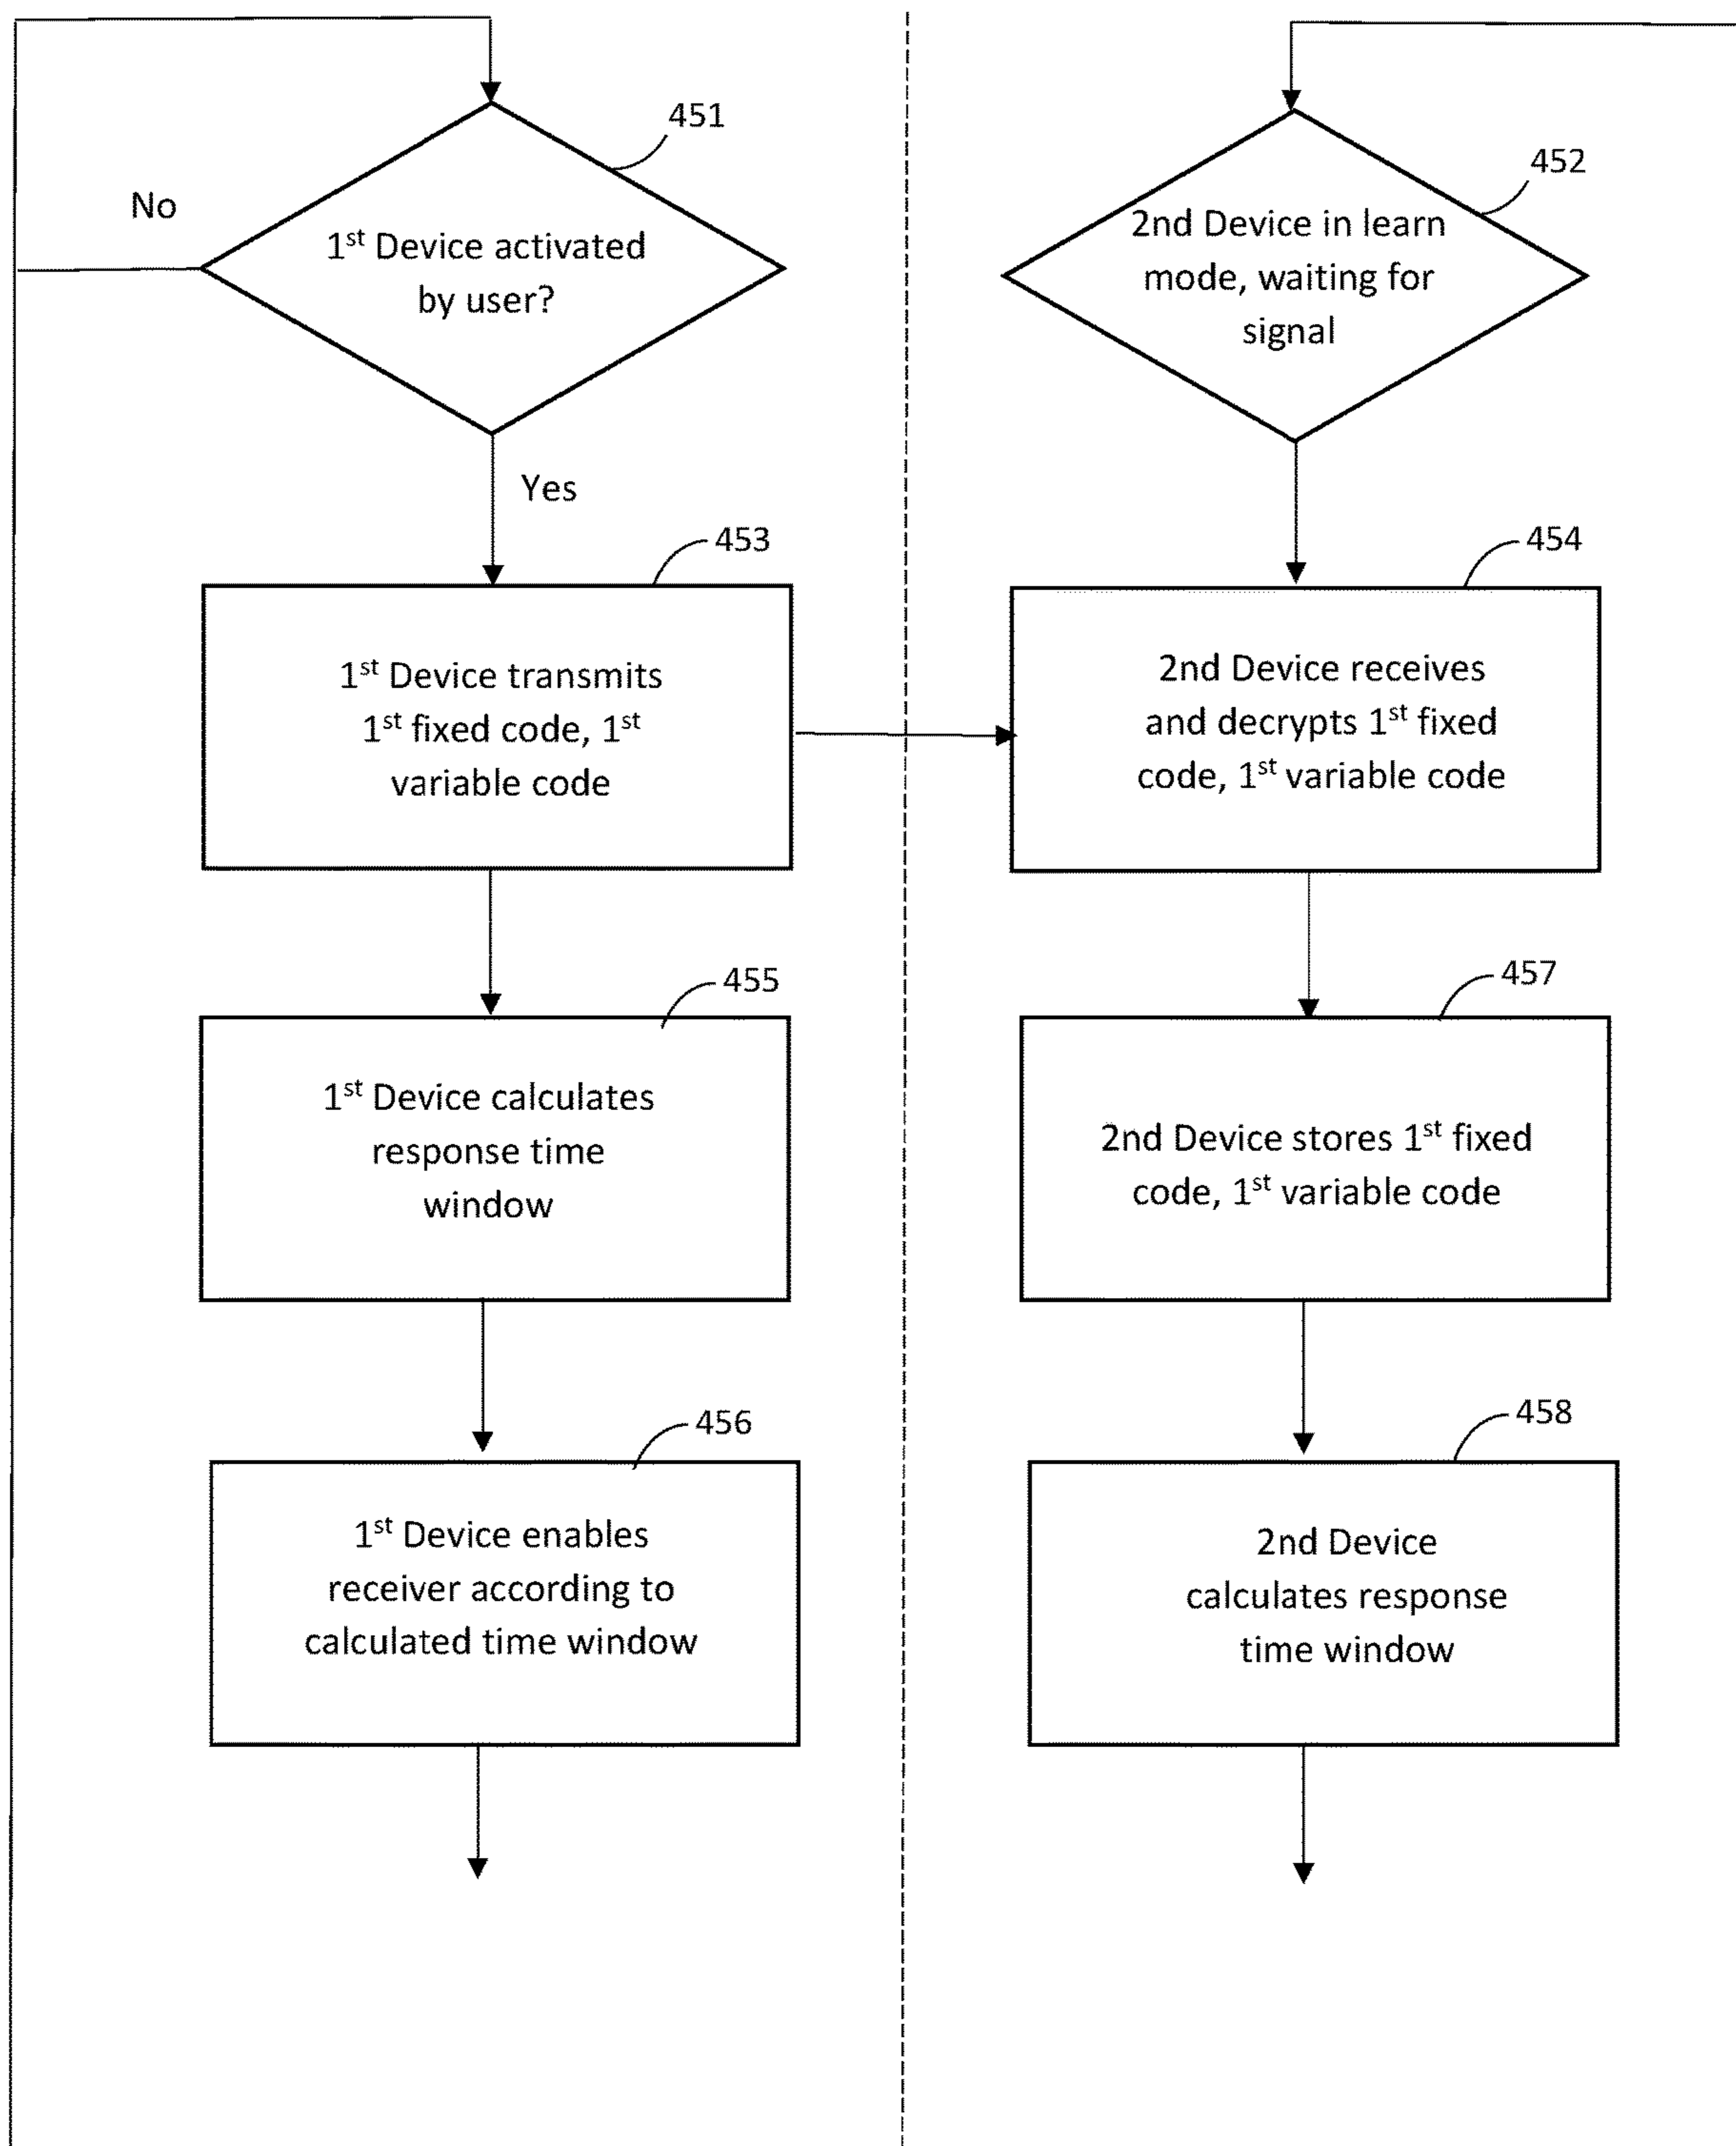 451
No
1st Device activated
by user?
Yes
453
1st Device transmits
1st fixed code, 1st
variable code
455
1st Device calculates
response time
window
456
1st Device enables
receiver according to
calculated time window
452
2nd Device in learn
mode, waiting for
signal
454
2nd Device receives
and decrypts 1st fixed
code, 1st variable code
457
2nd Device stores 1st fixed
code, 1st variable code
458
2nd Device
calculates response
time window